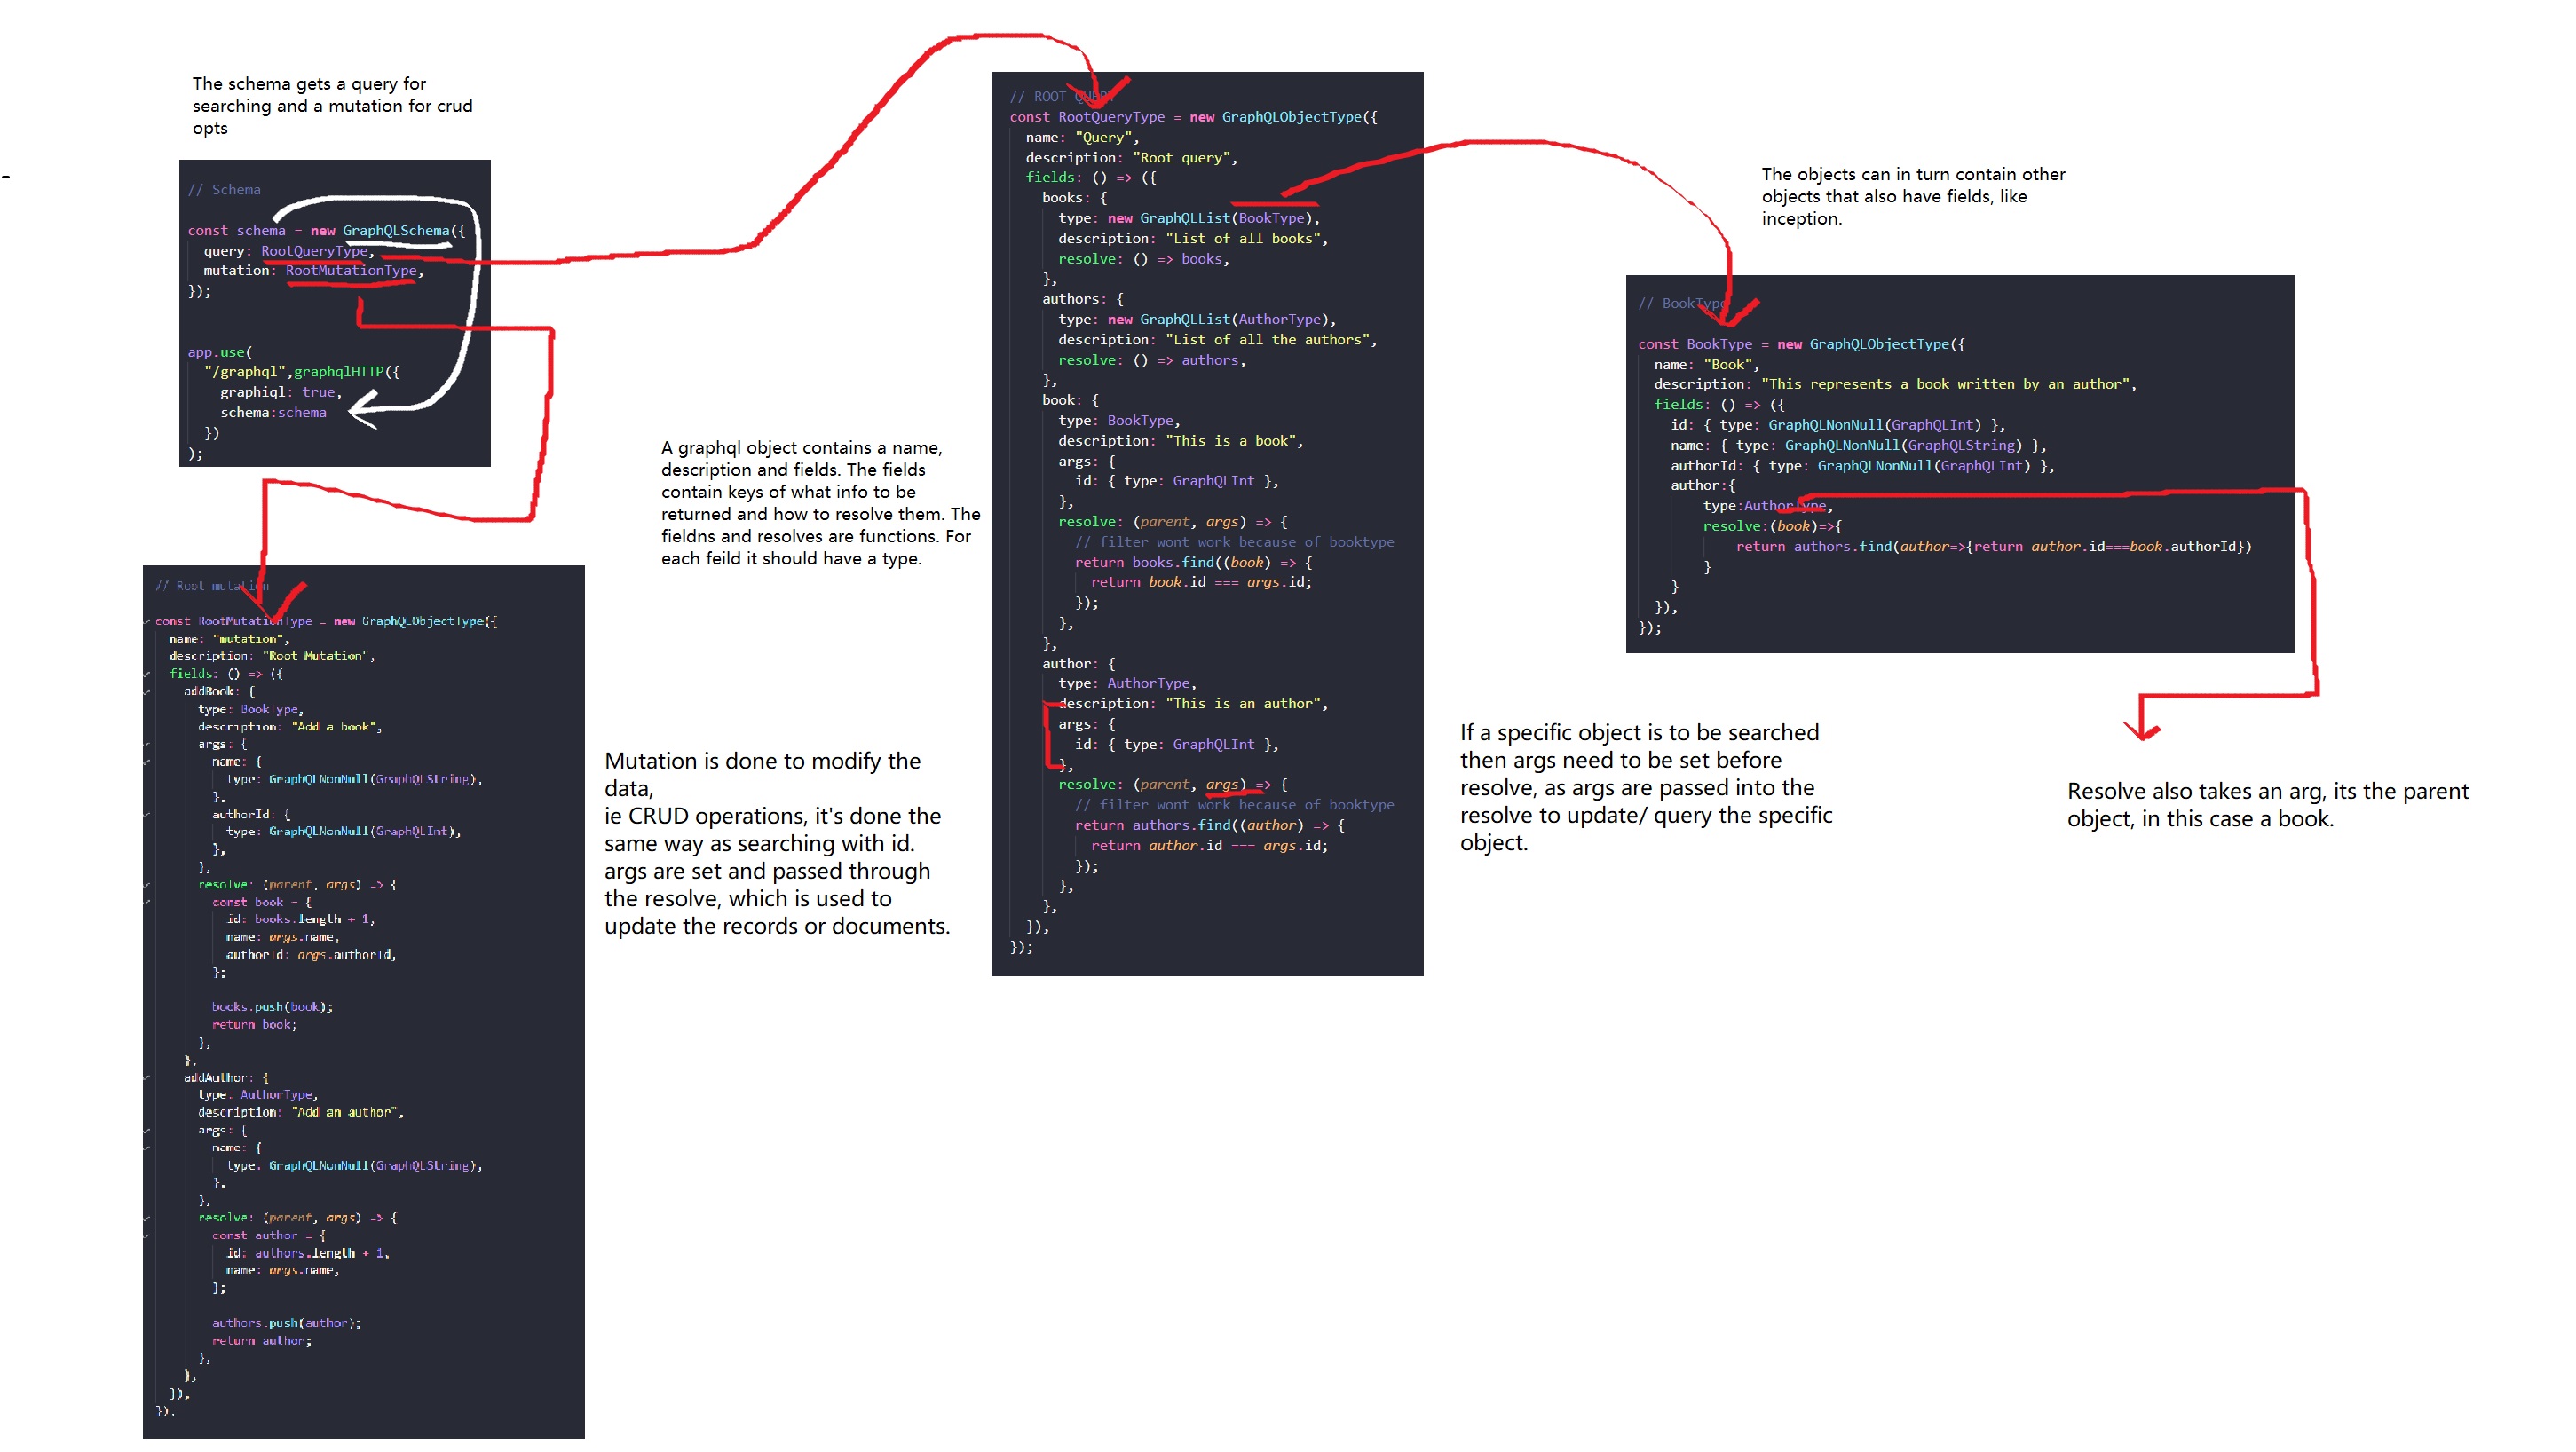 The schema gets a query for
searching and a mutation for crud
opts
-
// Schema
const schema = new GraphQLSchema({
query: RootQueryType,
mutation: RootMutationType,
});
app.use(
"/graphql",graphqlHTTP({
graphiql: true,
schema:schema
})
);
// Root mutation
const RootMutationType = new GraphQLObjectType({
name: "mutation",
description: "Root Mutation",
fields: () => ({
addBook: {
type: BookType,
description: "Add a book",
args: {
name: {
type: GraphQLNonNull(GraphQLString),
},
authorId: {
type: GraphQLNonNull(GraphQLInt),
},
},
resolve: (parent, args) => {
const book = {
id: books.length + 1,
name: args.name,
authorId: args.authorId,
};
books.push(book);
return book;
},
},
addAuthor: {
type: AuthorType,
description: "Add an author",
args: {
name: {
type: GraphQLNonNull(GraphQLString),
},
},
resolve: (parent, args) => {
const author = {
id: authors.length + 1,
name: args.name,
};
authors.push(author);
return author;
},
},
}),
});
A graphql object contains a name,
description and fields. The fields
contain keys of what info to be
returned and how to resolve them. The
fieldns and resolves are functions. For
each feild it should have a type.
Mutation is done to modify the
data,
ie CRUD operations, it's done the
same way as searching with id.
args are set and passed through
the resolve, which is used to
update the records or documents.
// ROOT QUERY
const RootQueryType = new GraphQLObjectType({
name: "Query",
description: "Root query",
fields: () => ({
books: {
type: new GraphQLList(BookType),
description: "List of all books",
resolve: () => books,
},
authors: {
type: new GraphQLList(AuthorType),
description: "List of all the authors",
resolve: () => authors,
},
book: {
type: BookType,
description: "This is a book",
args: {
id: { type: GraphQLInt },
},
resolve: (parent, args) => {
// filter wont work because of booktype
return books.find((book) => {
return book.id === args.id;
});
},
},
author: {
type: AuthorType,
description: "This is an author",
args: {
id: { type: GraphQLInt },
},
resolve: (parent, args) => {
// filter wont work because of booktype
return authors.find((author) => {
return author.id === args.id;
});
},
},
}),
});
The objects can in turn contain other
objects that also have fields, like
inception.
// BookType
const BookType = new GraphQLObjectType({
name: "Book",
description: "This represents a book written by an author",
fields: () => ({
id: { type: GraphQLNonNull(GraphQLInt) },
name: { type: GraphQLNonNull(GraphQLString) },
authorId: { type: GraphQLNonNull(GraphQLInt) },
author:{
type:AuthorType,
resolve:(book)=>{
return authors.find(author=>{return author.id===book.authorId})
}
}
}),
});
If a specific object is to be searched
then args need to be set before
resolve, as args are passed into the
resolve to update/ query the specific
object.
Resolve also takes an arg, its the parent
object, in this case a book.